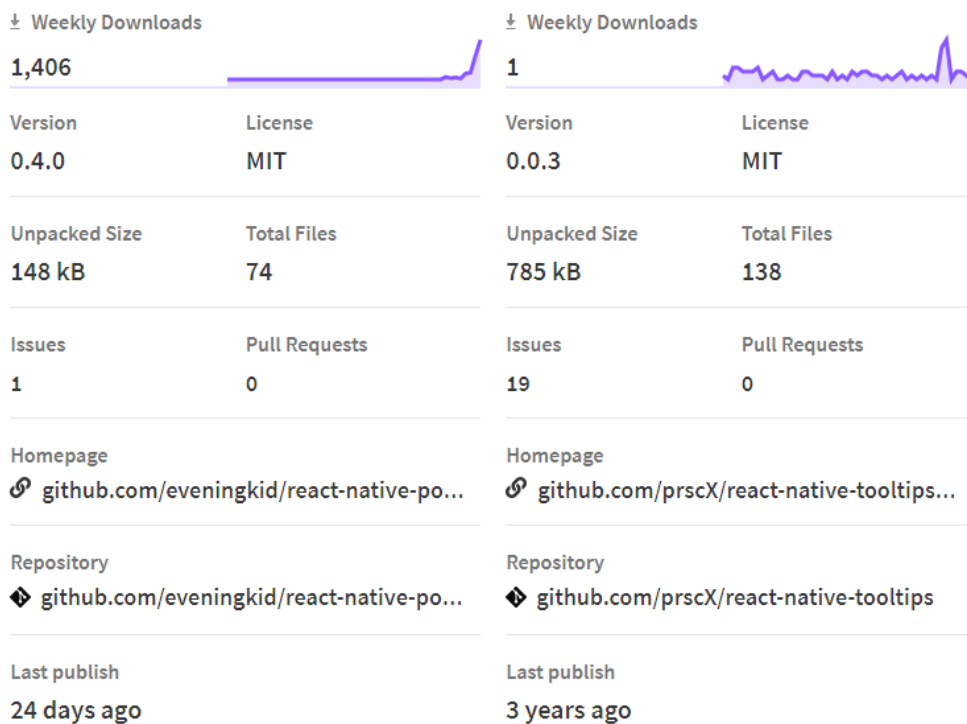 Weekly Downloads
1,406
Version License
0.4.0 MIT
Unpacked Size Total Files
148 kB 74
Issues Pull Requests
1 0
Homepage
github.com/eveningkid/react-native-po...
Repository
github.com/eveningkid/react-native-po...
Last publish
24 days ago
Weekly Downloads
1
Version License
0.0.3 MIT
Unpacked Size Total Files
785 kB 138
Issues Pull Requests
19 0
Homepage
github.com/prscX/react-native-tooltips...
Repository
github.com/prscX/react-native-tooltips
Last publish
3 years ago